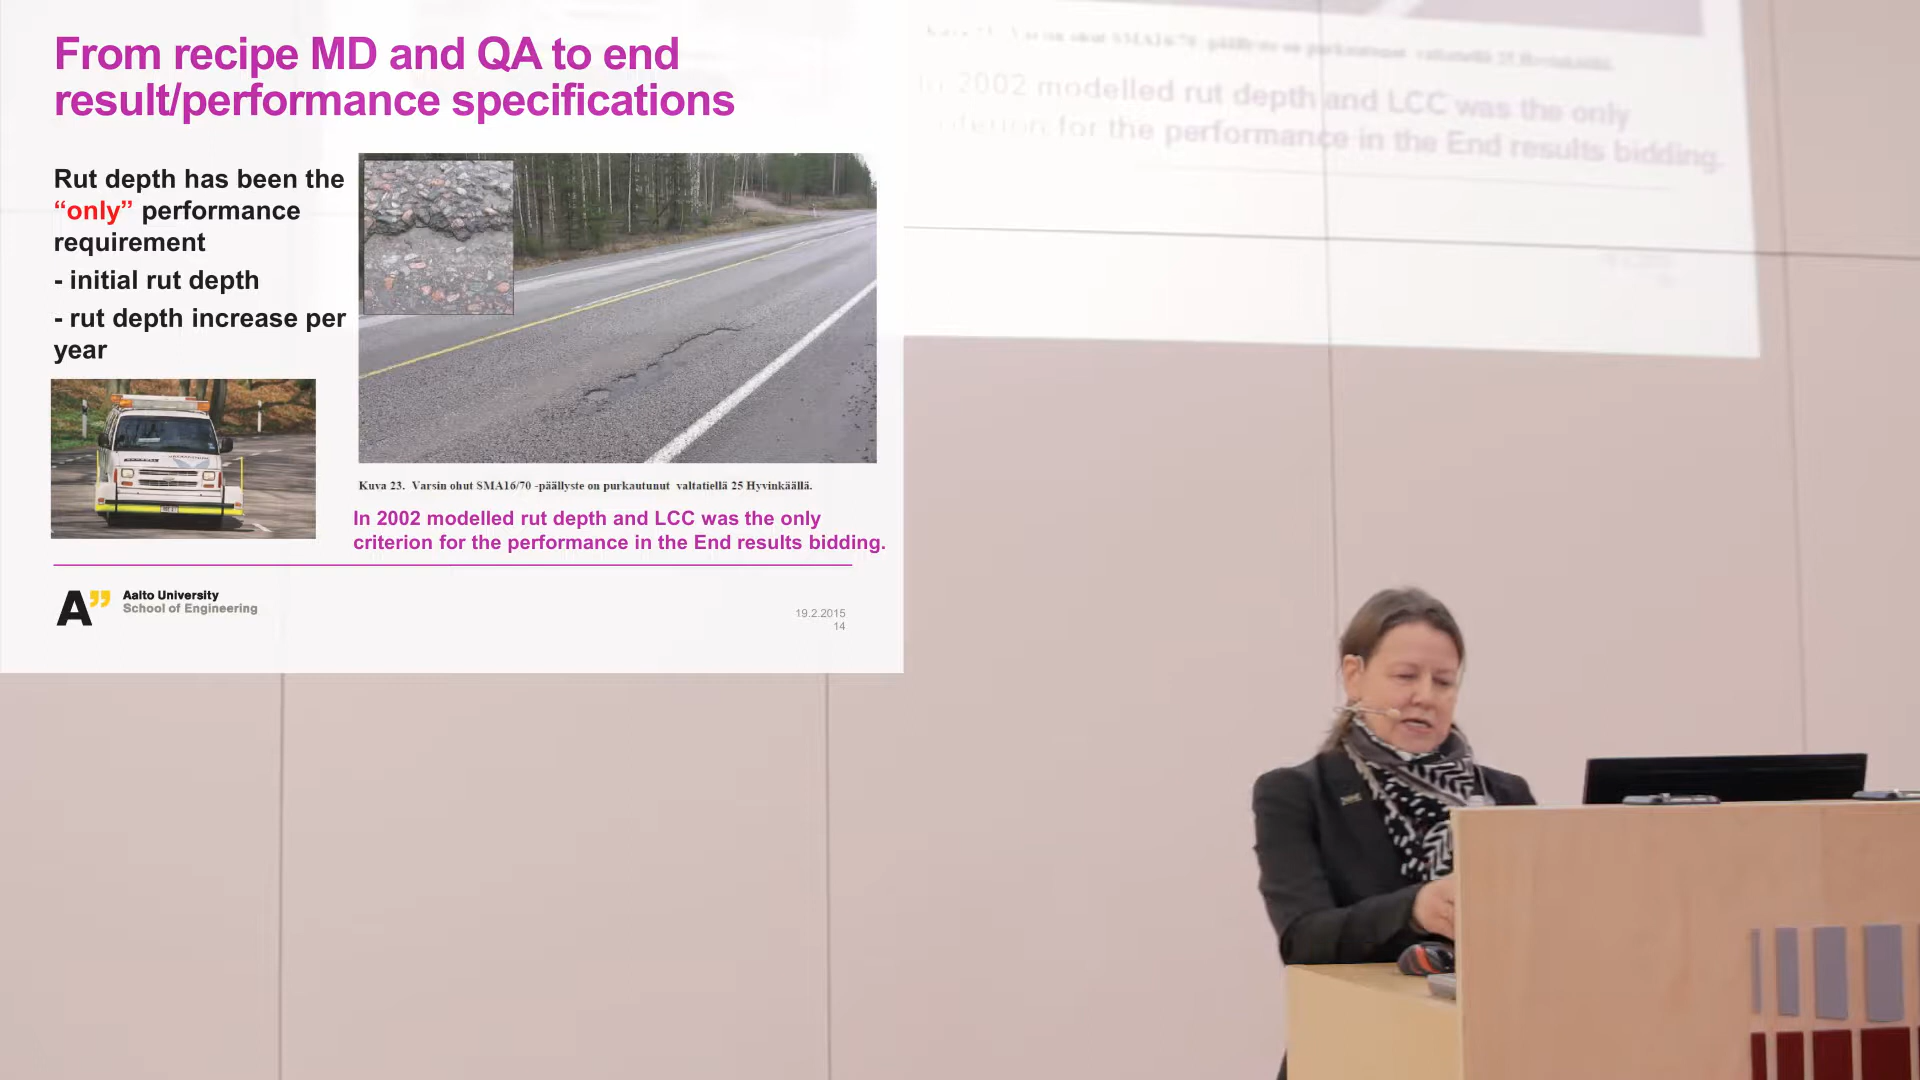 From recipe MD and QA to end
result/performance specifications
Rut depth has been the
“only” performance
requirement
- initial rut depth
- rut depth increase per
year
Kuva 23. Varsin ohut SMA16/70 -päällyste on purkautunut valtatiellä 25 Hyvinkäällä.
In 2002 modelled rut depth and LCC was the only
criterion for the performance in the End results bidding.
A”
Aalto University
School of Engineering
19.2.2015
14
In 2002 modelled rut depth and LCC was the only
criterion for the performance in the End results bidding.